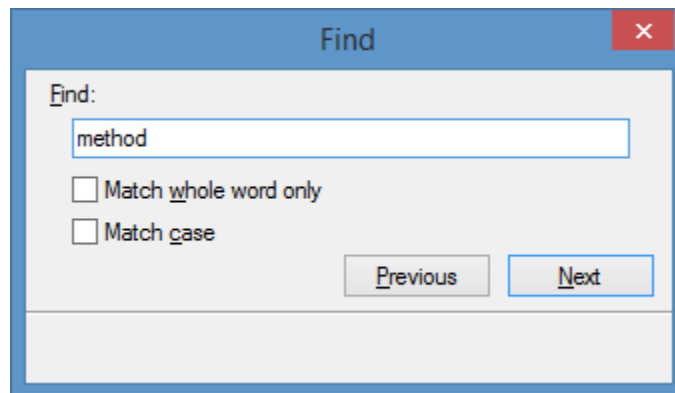 Find
Find:
method
Match whole word only
Match case
Previous Next